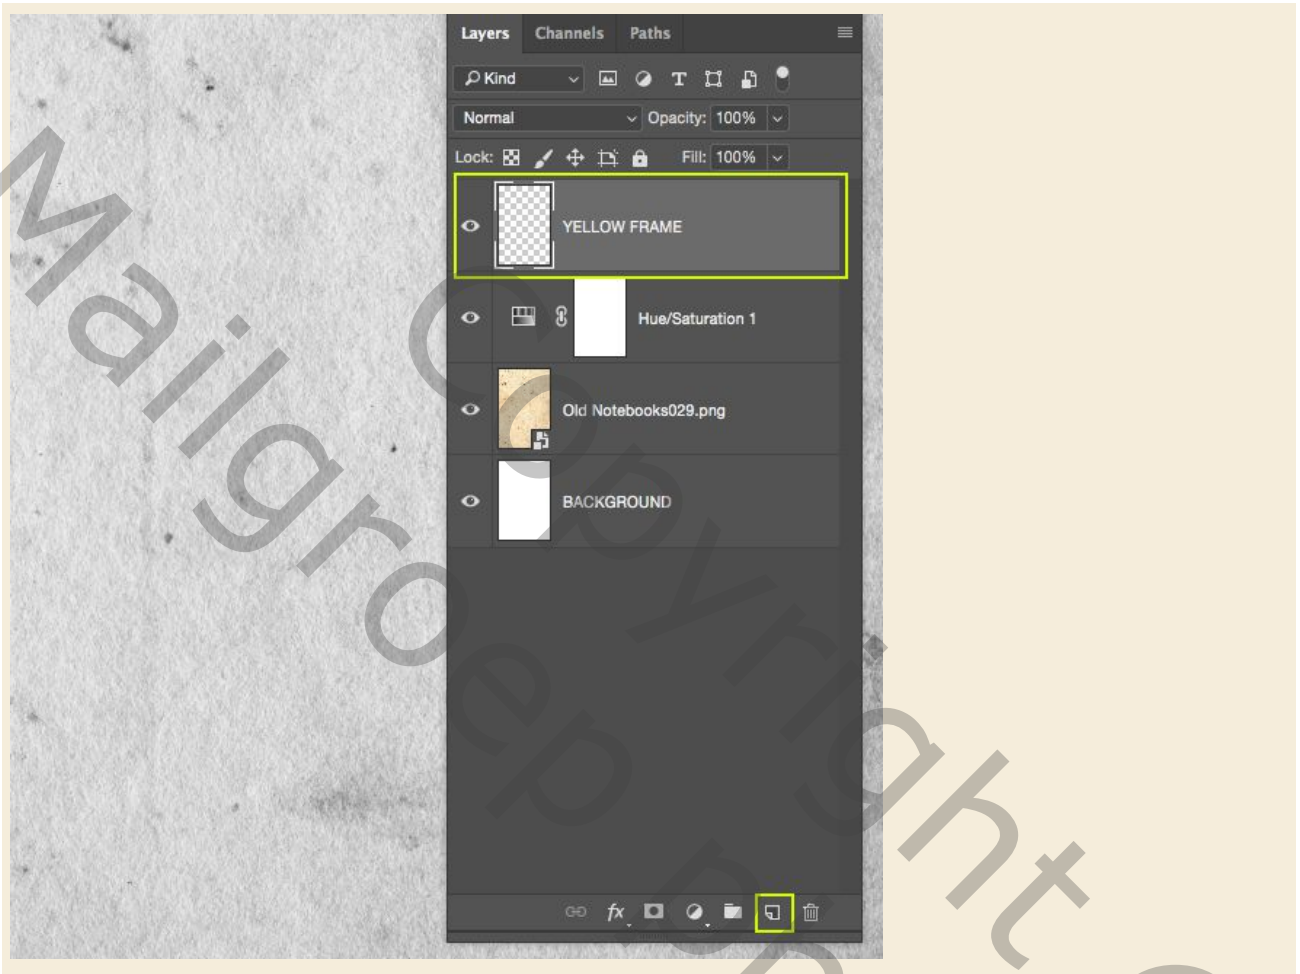 Layers Channels Paths
Kind
Normal Opacity: 100%
Lock: Fill: 100%
YELLOW FRAME
Hue/Saturation 1
Old Notebooks029.png
BACKGROUND
fx
Mailgroep
Copyright